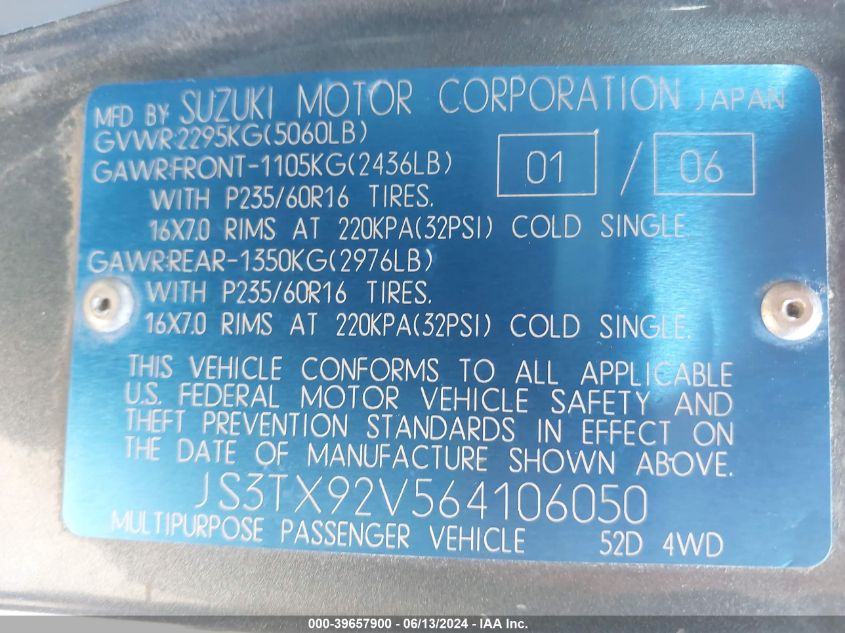 MFD BY SUZUKI MOTOR CORPORATION JAPAN
GVWR-2295KG(5060LB)
GAWR-FRONT-1105KG(2436LB) 01 / 06
WITH P235/60R16 TIRES.
16X7.0 RIMS AT 220KPA(32PSI) COLD SINGLE.
GAWR-REAR-1350KG(2976LB)
WITH P235/60R16 TIRES.
16X7.0 RIMS AT 220KPA(32PSI) COLD SINGLE.
THIS VEHICLE CONFORMS TO ALL APPLICABLE
U.S. FEDERAL MOTOR VEHICLE SAFETY AND
THEFT PREVENTION STANDARDS IN EFFECT ON
THE DATE OF MANUFACTURE SHOWN ABOVE.
JS3TX92V564106050
MULTIPURPOSE PASSENGER VEHICLE 52D 4WD
000-39657900 - 06/13/2024 - IAA Inc.